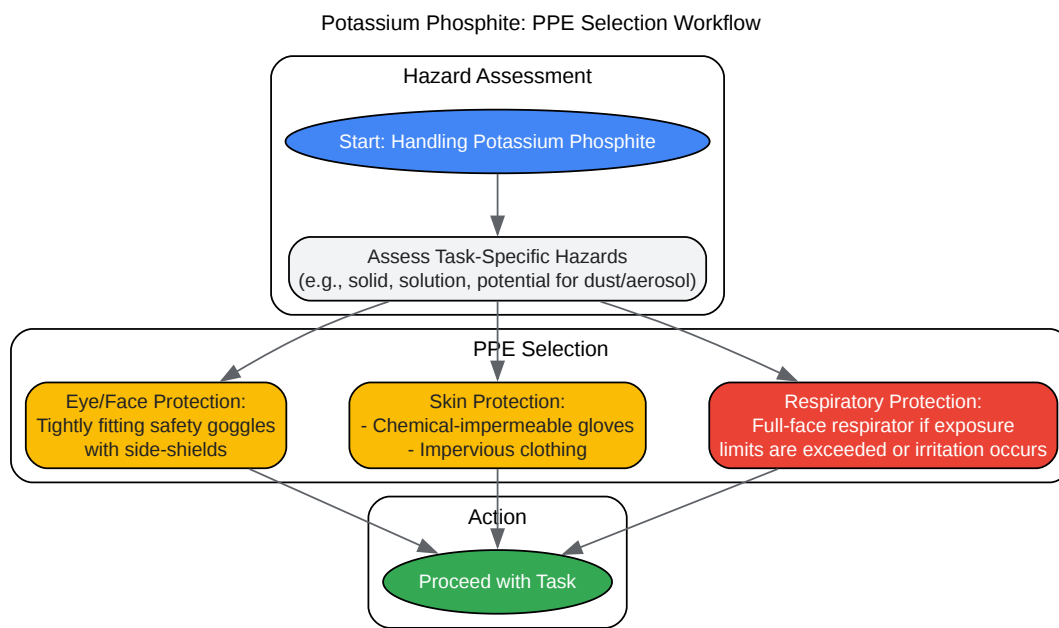 Potassium Phosphite: PPE Selection Workflow
Hazard Assessment
Start: Handling Potassium Phosphite
Assess Task-Specific Hazards
(e.g., solid, solution, potential for dust/aerosol)
PPE Selection
Eye/Face Protection:
Tightly fitting safety goggles
with side-shields
Skin Protection:
- Chemical-impermeable gloves
- Impervious clothing
Respiratory Protection:
Full-face respirator if exposure
limits are exceeded or irritation occurs
Action
Proceed with Task